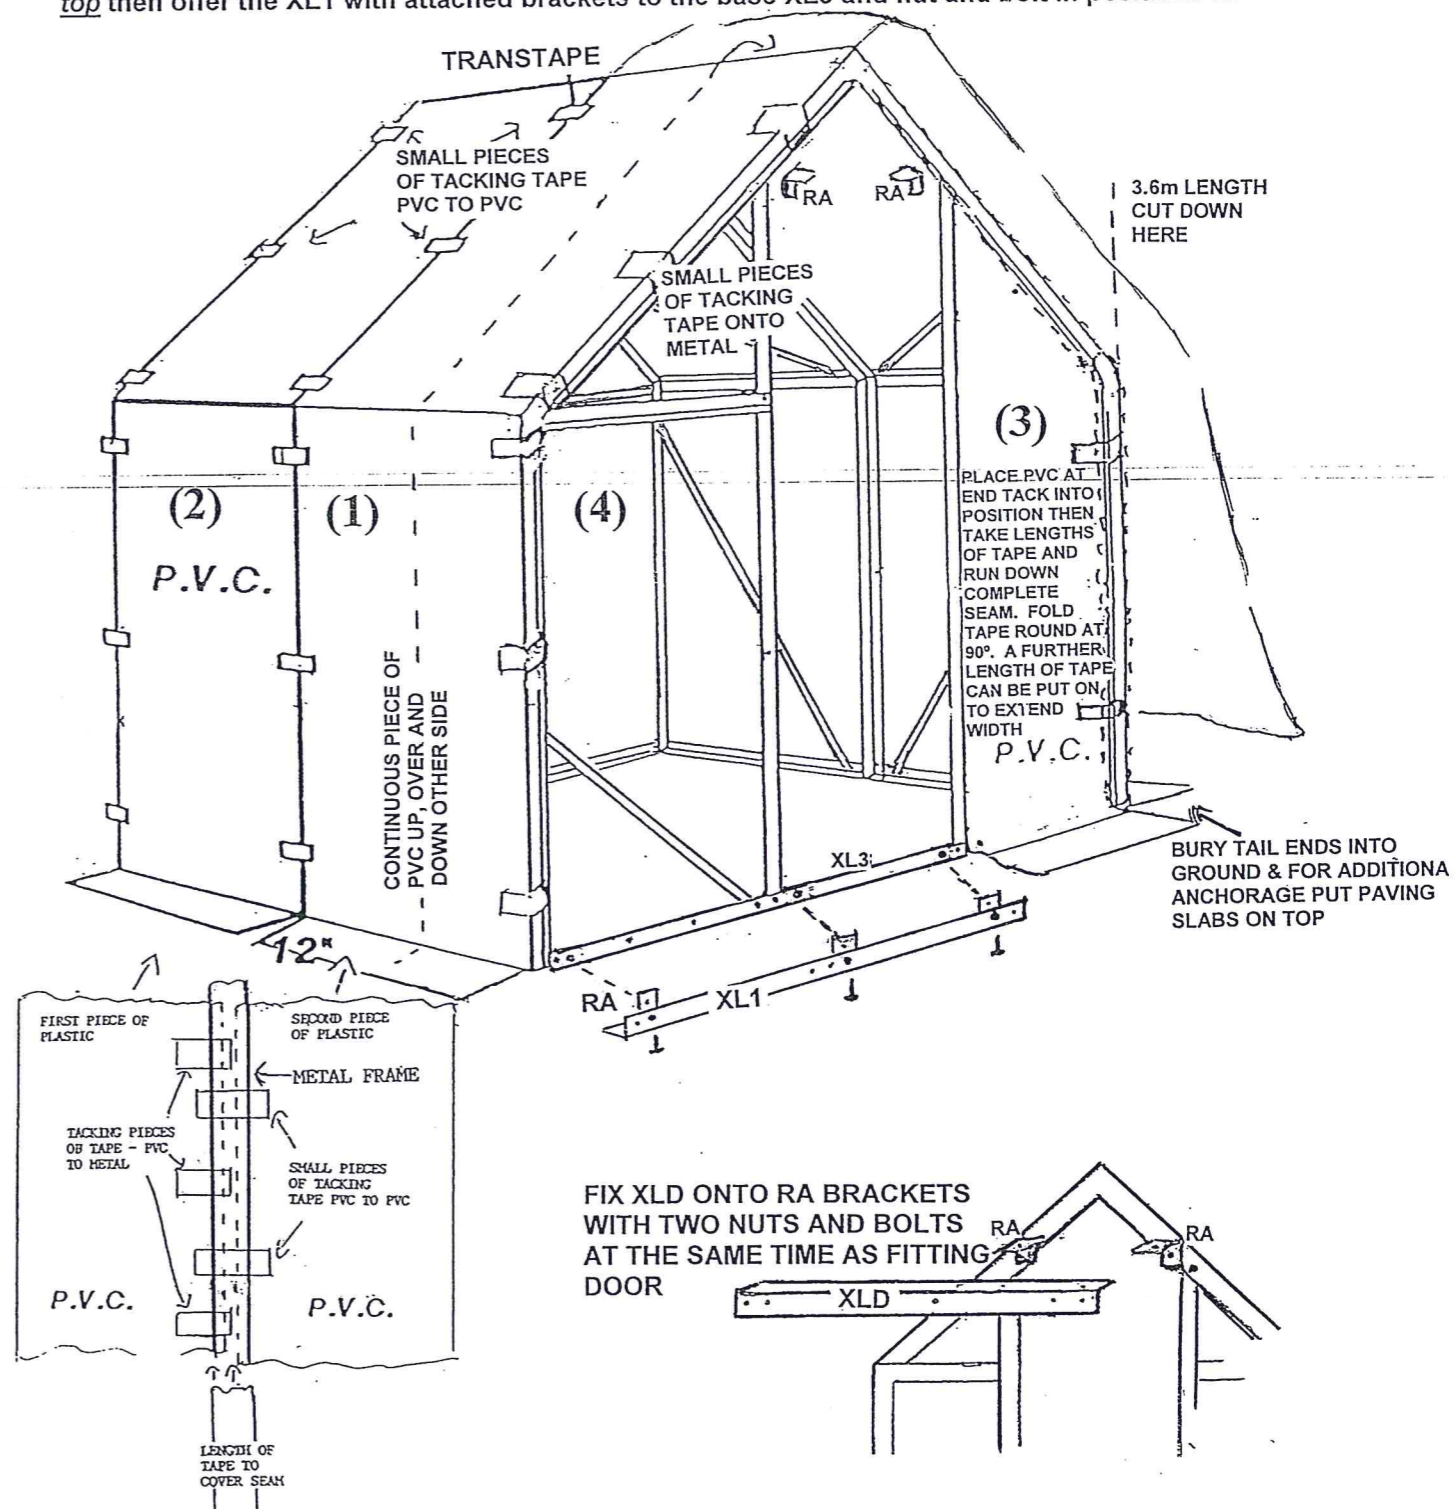 top then offer the XL1 with attached brackets to the base XL3 and nut and bolt in
TRANSTAPE
SMALL PIECES
OF TACKING TAPE
PVC TO PVC
RA
RA
3.6m LENGTH
CUT DOWN
HERE
SMALL PIECES
OF TACKING
TAPE ONTO
METAL
(3)
PLACE PVC AT
END TACK INTO
POSITION THEN
TAKE LENGTHS
OF TAPE AND
RUN DOWN
COMPLETE
SEAM. FOLD
TAPE ROUND AT
90º. A FURTHER
LENGTH OF TAPE
CAN BE PUT ON
TO EXTEND
WIDTH
P.V.C.
(2)
(1)
(4)
P.V.C.
CONTINUOUS PIECE OF
PVC UP, OVER AND
DOWN OTHER SIDE
XL3
BURY TAIL ENDS INTO
GROUND & FOR ADDITIONA
ANCHORAGE PUT PAVING
SLABS ON TOP
12"
RA
XL1
FIRST PIECE OF
PLASTIC
SECOND PIECE
OF PLASTIC
METAL FRAME
TACKING PIECES
OB TAPE - PVC
TO METAL
SMALL PIECES
OF TACKING
TAPE PVC TO PVC
P.V.C.
P.V.C.
LENGTH OF
TAPE TO
COVER SEAM
FIX XLD ONTO RA BRACKETS
WITH TWO NUTS AND BOLTS
AT THE SAME TIME AS FITTING
DOOR
RA
RA
XLD